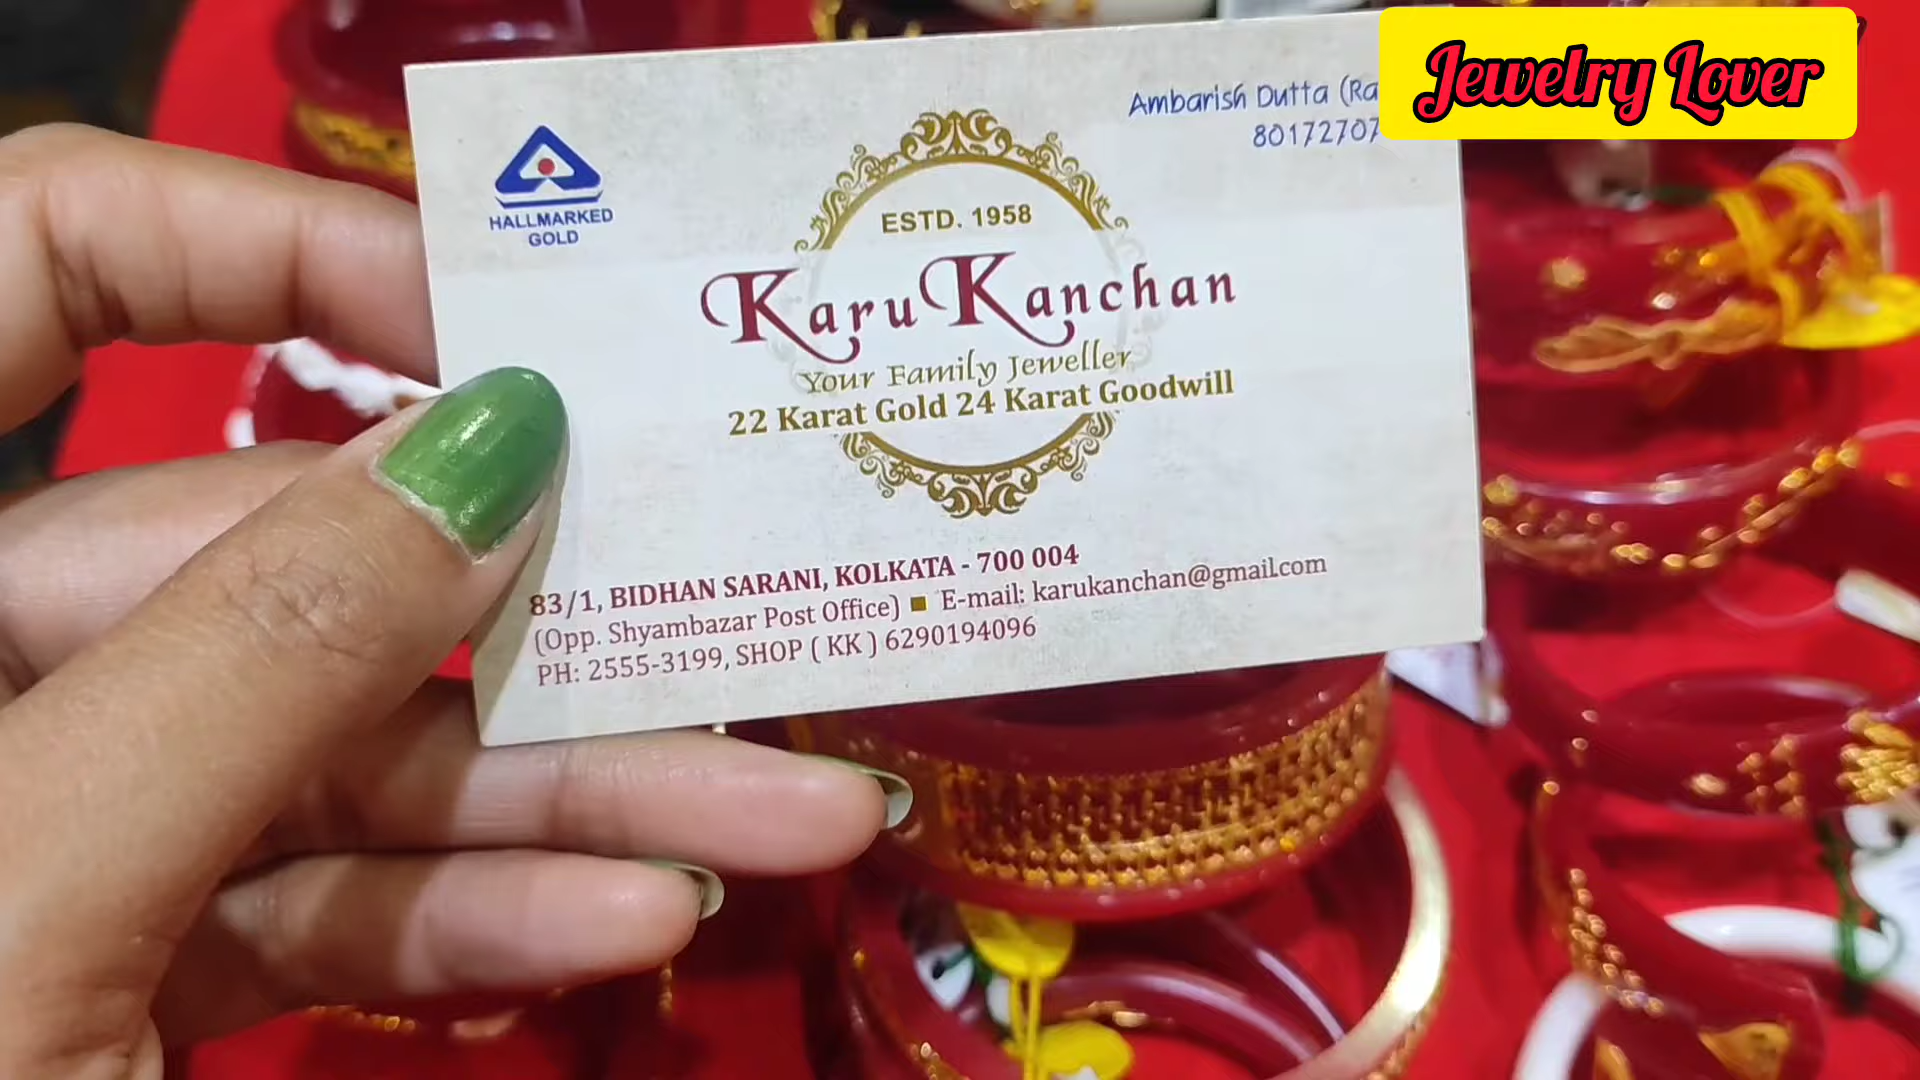 Jewelry Lover
Ambarish Dutta (Ra
80172707
HALLMARKED
GOLD
ESTD. 1958
Karu Kanchan
Your Family Jeweller
22 Karat Gold 24 Karat Goodwill
83/1, BIDHAN SARANI, KOLKATA - 700 004
(Opp. Shyambazar Post Office) ■ E-mail: karukanchan@gmail.com
PH: 2555-3199, SHOP ( KK ) 6290194096